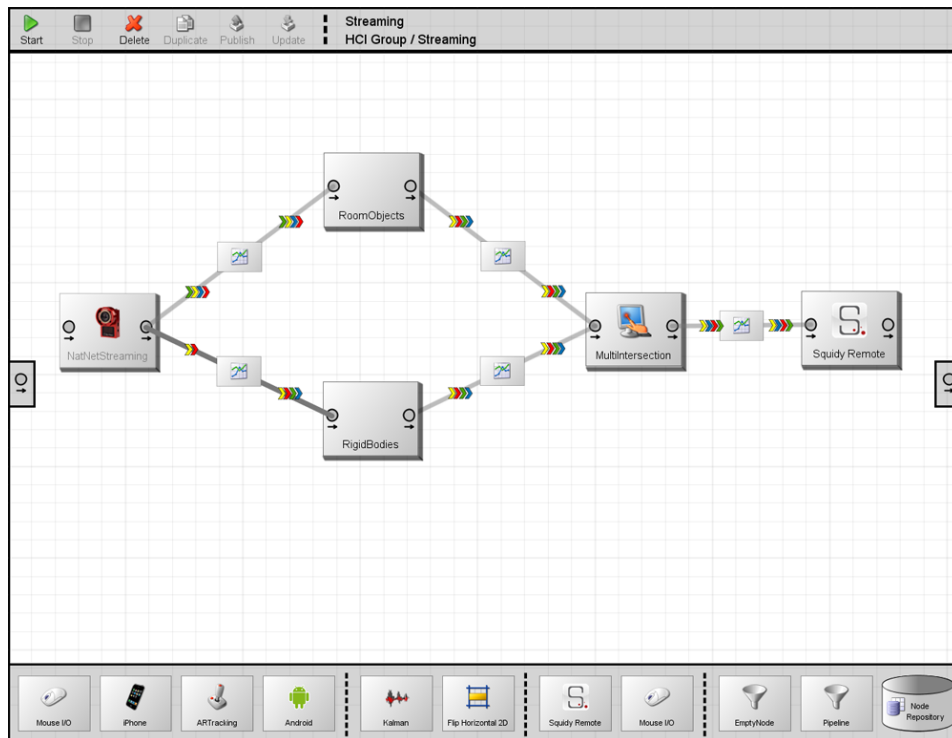 Streaming
HCI Group / Streaming
Start Stop Delete Duplicate Publish Update
RoomObjects
NatNetStreaming
MultiIntersection
Squidy Remote
RigidBodies
Mouse I/O iPhone ARTracking Android Kalman Flip Horizontal 2D Squidy Remote Mouse I/O EmptyNode Pipeline
Node
Repository